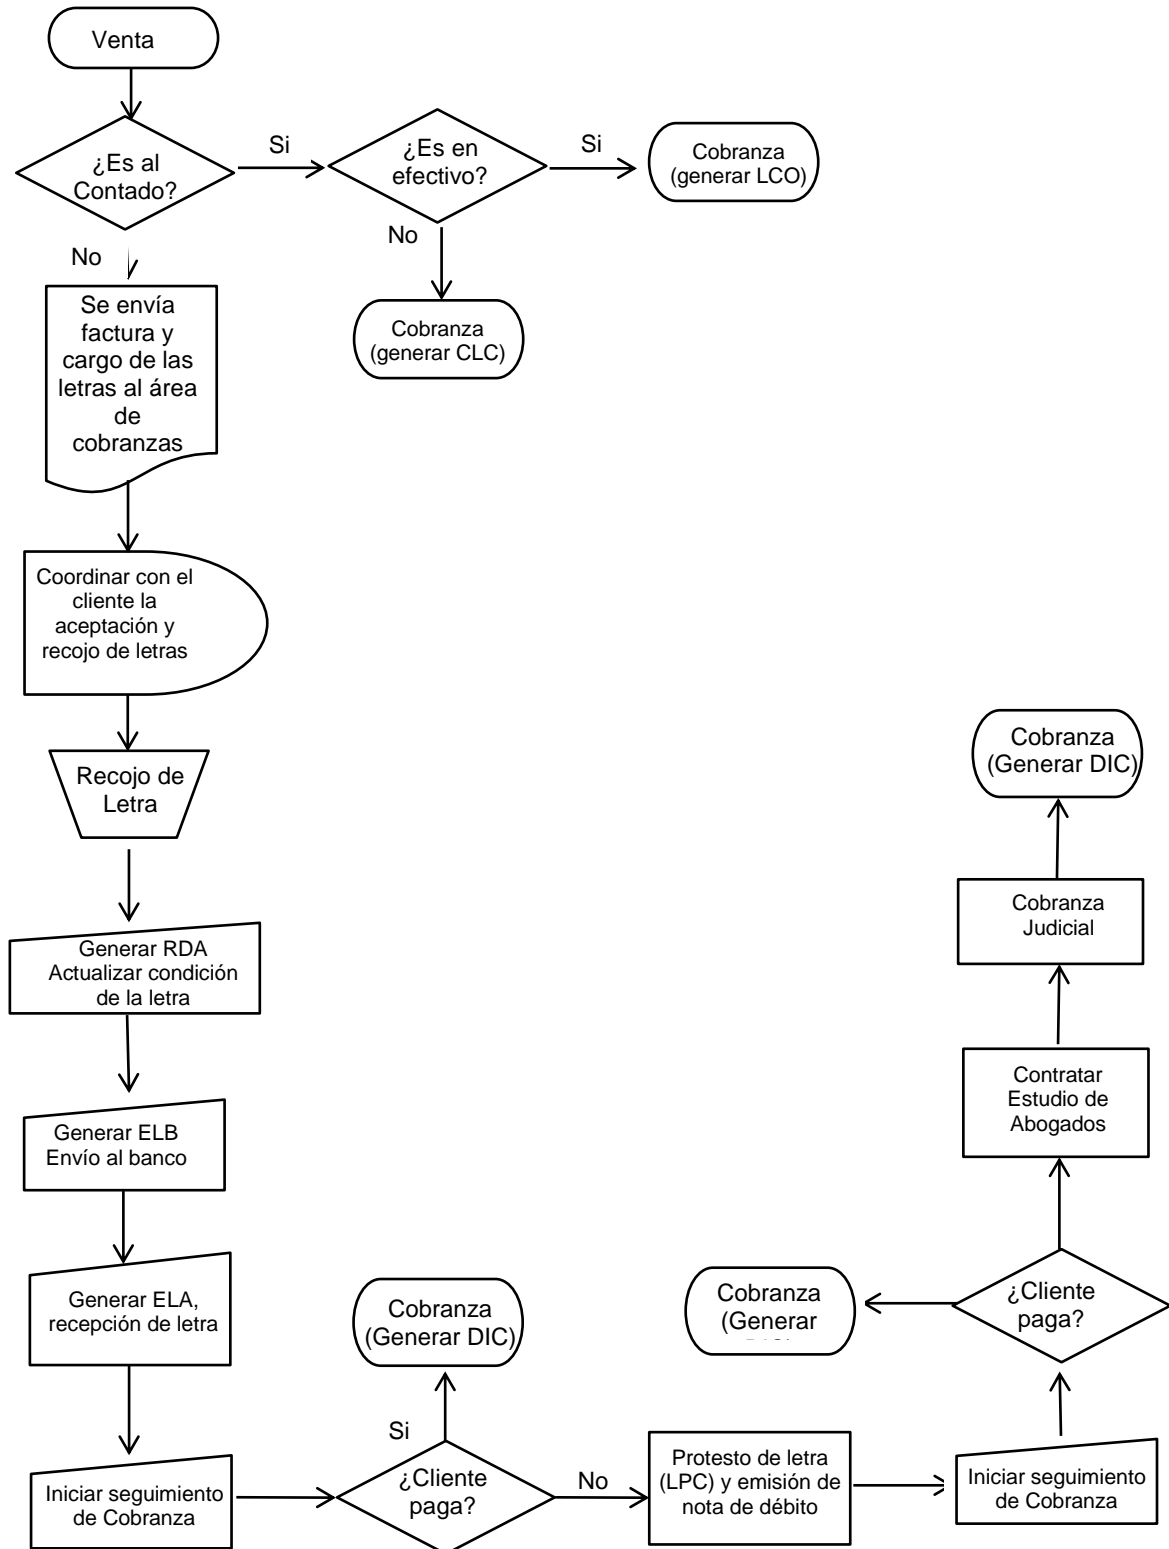 Venta
¿Es al
Contado?
Si
¿Es en
efectivo?
Si
Cobranza
(generar LCO)
No
No
Cobranza
(generar CLC)
Se envía
factura y
cargo de las
letras al área
de
cobranzas
Coordinar con el
cliente la
aceptación y
recojo de letras
Recojo de
Letra
Generar RDA
Actualizar condición
de la letra
Generar ELB
Envío al banco
Generar ELA,
recepción de letra
Iniciar seguimiento
de Cobranza
¿Cliente
paga?
Si
Cobranza
(Generar DIC)
No
Protesto de letra
(LPC) y emisión de
nota de débito
Iniciar seguimiento
de Cobranza
¿Cliente
paga?
Cobranza
(Generar
Contratar
Estudio de
Abogados
Cobranza
Judicial
Cobranza
(Generar DIC)